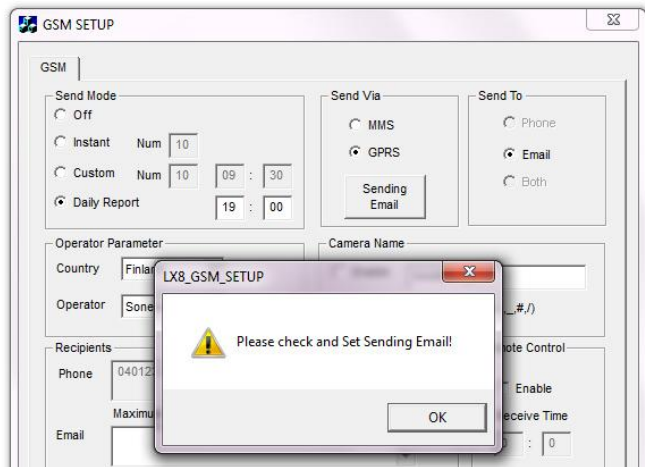 GSM SETUP
GSM
Send Mode
Off
Instant Num 10
Custom Num 10 09 : 30
Daily Report 19 : 00
Send Via
MMS
GPRS
Sending
Email
Send To
Phone
Email
Both
Operator Parameter
Country
Operator
Camera Name
,_,#,/)
LX8_GSM_SETUP
Please check and Set Sending Email!
OK
Recipients
Phone
Email
Enable
: 0